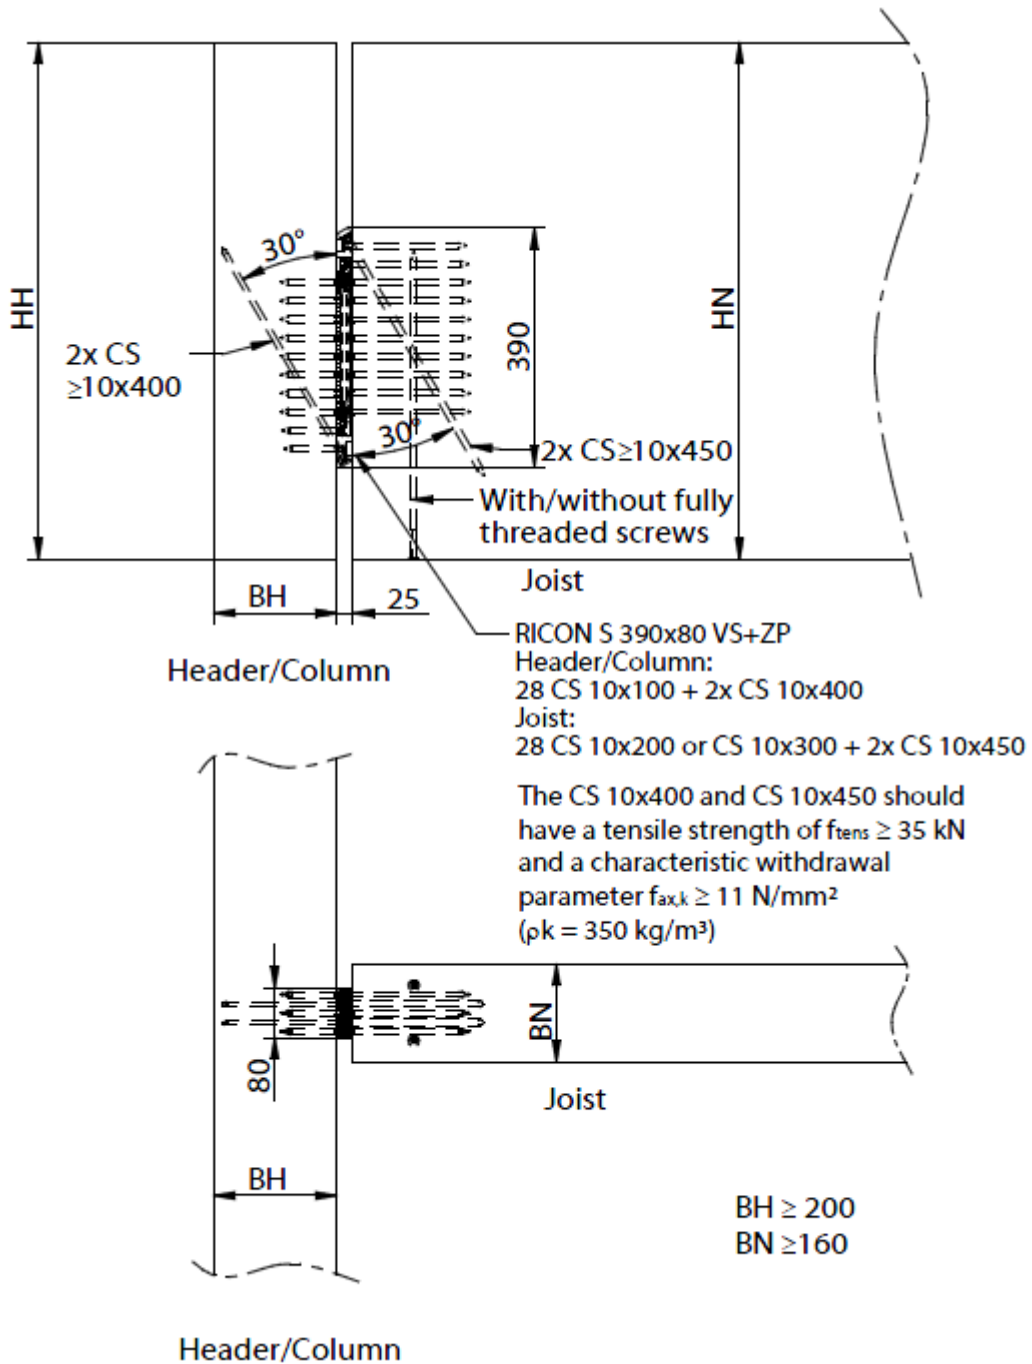 30°
HH
HN
390
2x CS
≥10x400
30°
2x CS≥10x450
With/without fully
threaded screws
Joist
BH
25
RICON S 390x80 VS+ZP
Header/Column
Header/Column:
28 CS 10x100 + 2x CS 10x400
Joist:
28 CS 10x200 or CS 10x300 + 2x CS 10x450
The CS 10x400 and CS 10x450 should
have a tensile strength of ftens ≥ 35 kN
and a characteristic withdrawal
parameter fax,k ≥ 11 N/mm²
(ρk = 350 kg/m³)
BN
80
Joist
BH
BH ≥ 200
BN ≥160
Header/Column